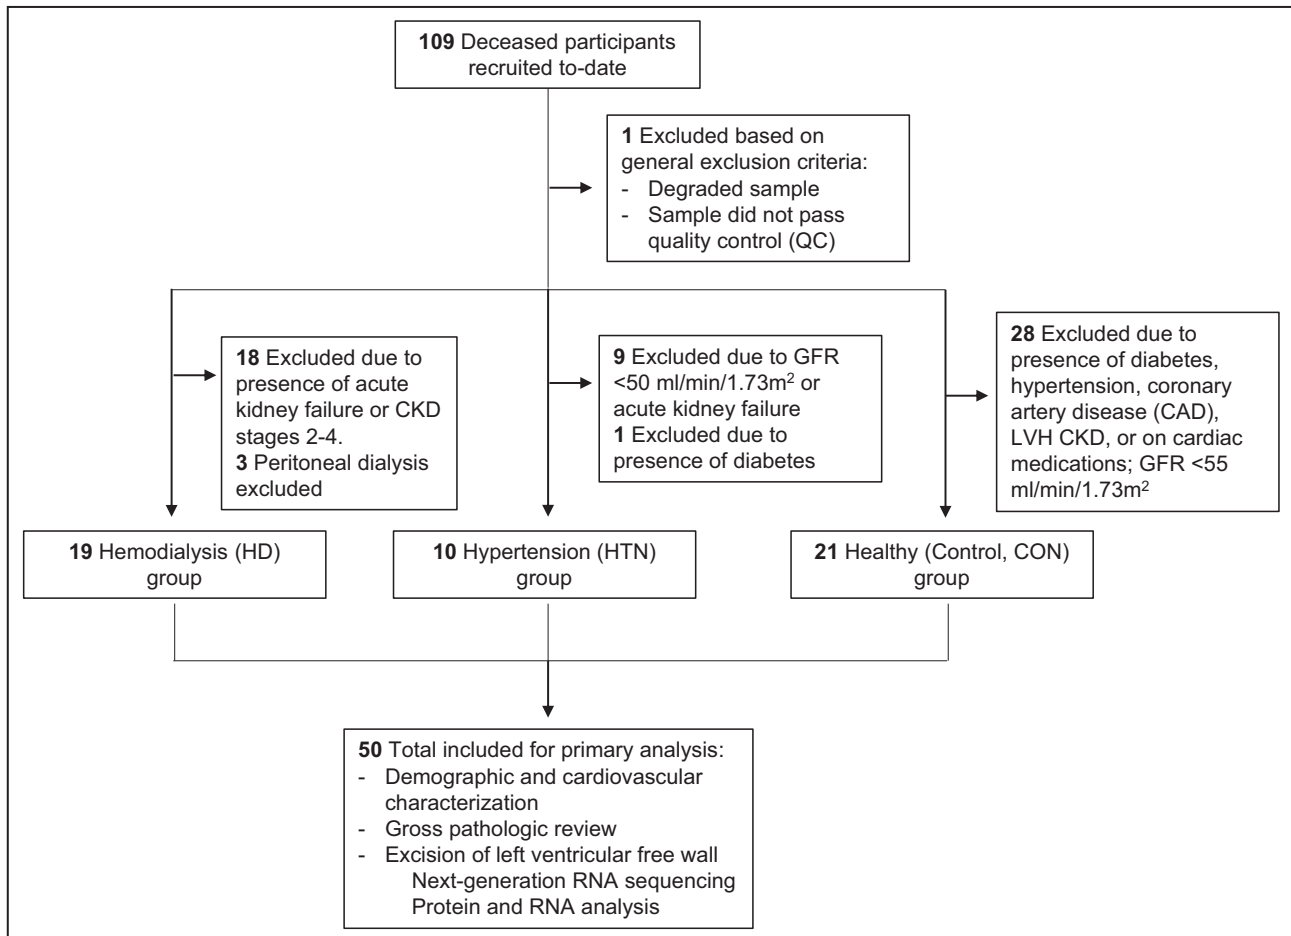 109 Deceased participants
recruited to-date
1 Excluded based on
general exclusion criteria:
- Degraded sample
- Sample did not pass
quality control (QC)
18 Excluded due to
presence of acute
kidney failure or CKD
stages 2-4.
3 Peritoneal dialysis
excluded
9 Excluded due to GFR
<50 ml/min/1.73m² or
acute kidney failure
1 Excluded due to
presence of diabetes
28 Excluded due to
presence of diabetes,
hypertension, coronary
artery disease (CAD),
LVH CKD, or on cardiac
medications; GFR <55
ml/min/1.73m²
19 Hemodialysis (HD)
group
10 Hypertension (HTN)
group
21 Healthy (Control, CON)
group
50 Total included for primary analysis:
- Demographic and cardiovascular
characterization
- Gross pathologic review
- Excision of left ventricular free wall
Next-generation RNA sequencing
Protein and RNA analysis